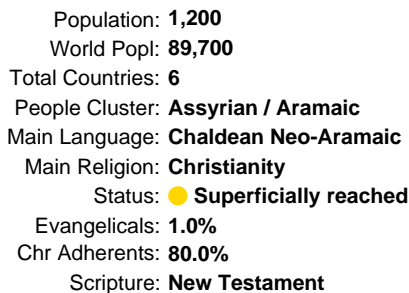 Population: 1,200
World Popl: 89,700
Total Countries: 6
People Cluster: Assyrian / Aramaic
Main Language: Chaldean Neo-Aramaic
Main Religion: Christianity
Status: Superficially reached
Evangelicals: 1.0%
Chr Adherents: 80.0%
Scripture: New Testament